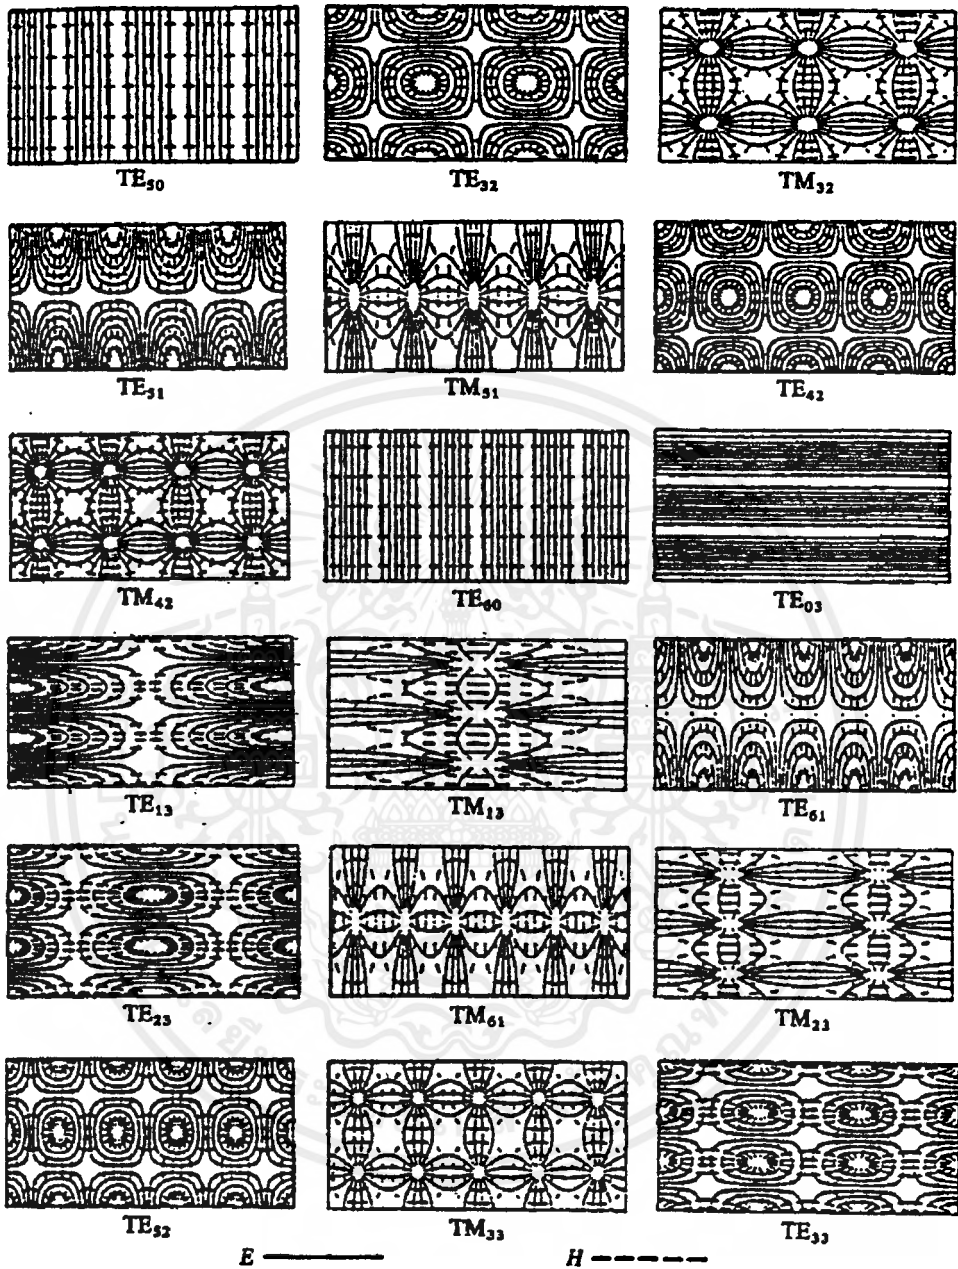 TE₅₀ TE₃₂ TM₃₂
TE₅₁ TM₅₁ TE₄₂
TM₄₂ TE₆₀ TE₀₃
TE₁₃ TM₁₃ TE₆₁
TE₂₃ TM₆₁ TM₂₃
TE₅₂ TM₃₃ TE₃₃
E H